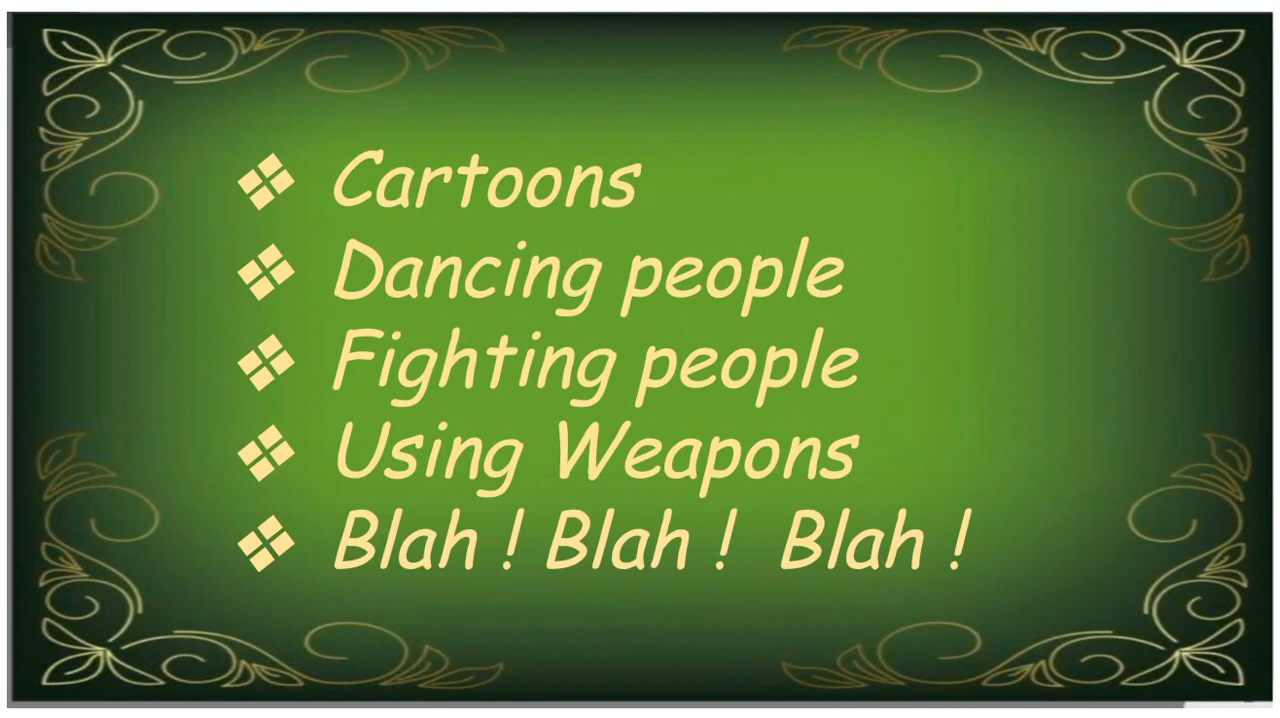 ❖ Cartoons
❖ Dancing people
❖ Fighting people
❖ Using Weapons
❖ Blah ! Blah ! Blah !